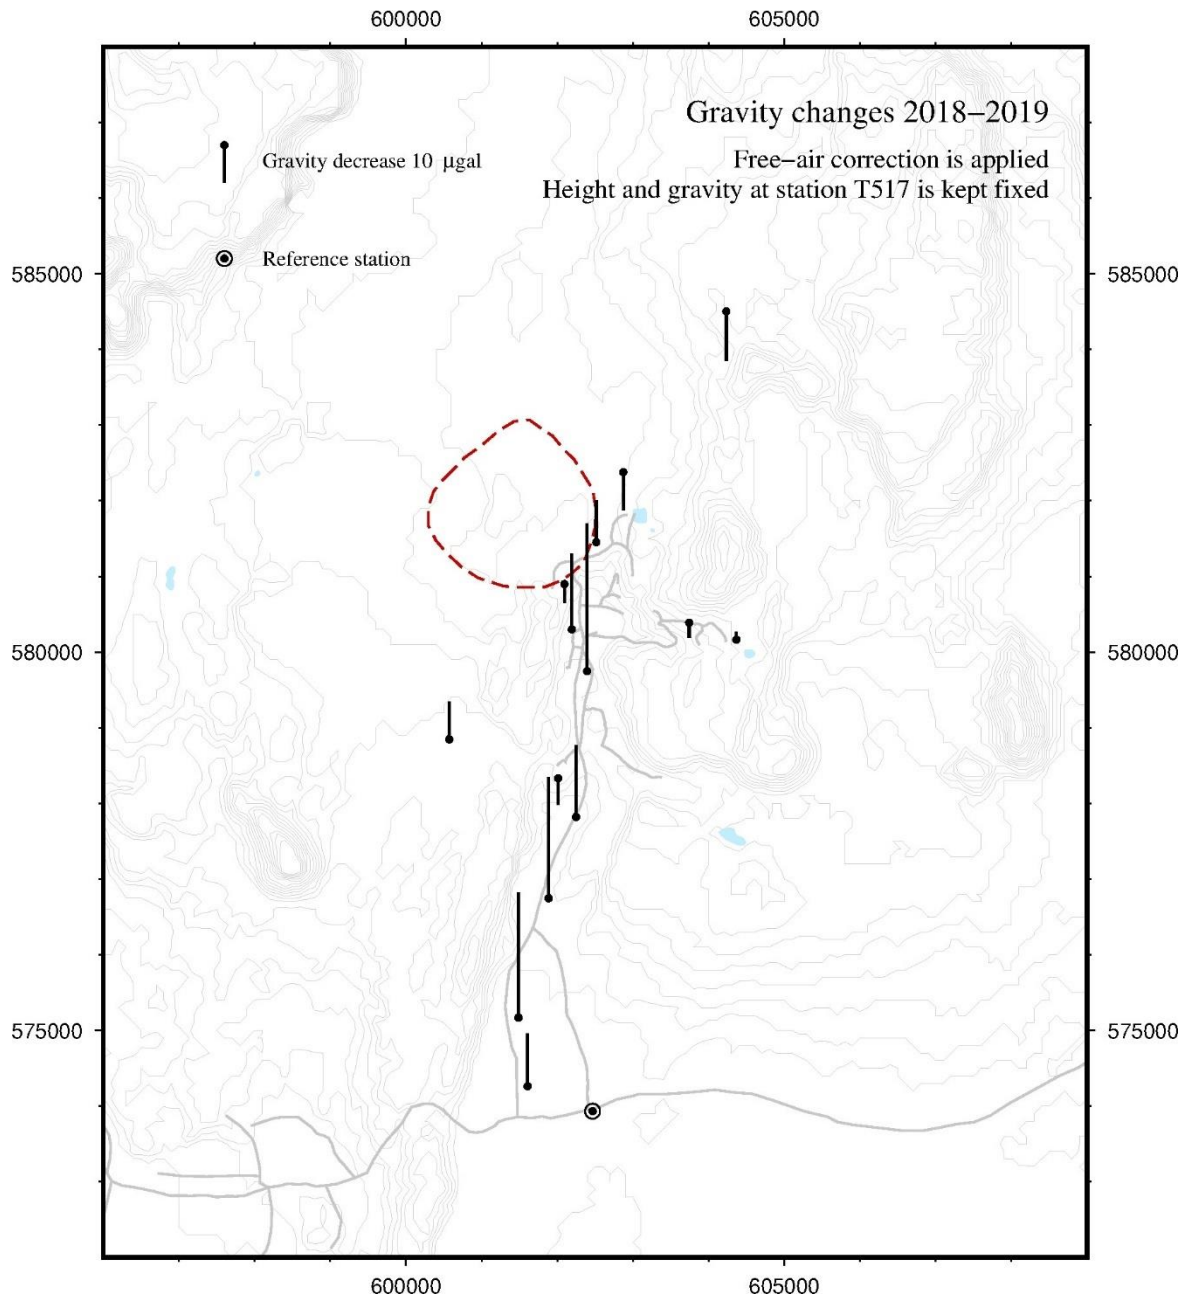 600000 605000
Gravity changes 2018−2019
Gravity decrease 10 μgal
Free−air correction is applied
Height and gravity at station T517 is kept fixed
Reference station
585000 585000
580000 580000
575000 575000
600000 605000